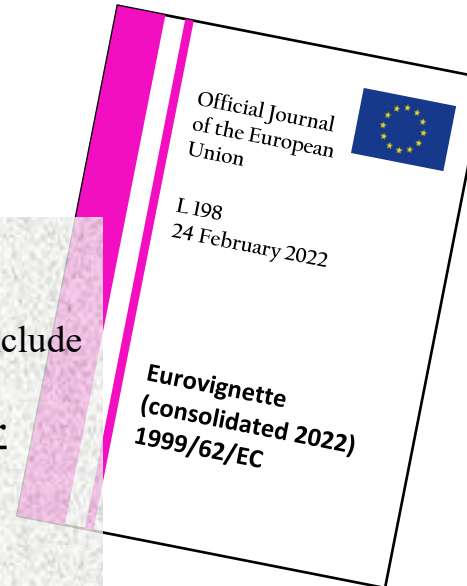 Official Journal
of the European
Union
L 198
24 February 2022
clude
Eurovignette
(consolidated 2022)
1999/62/EC